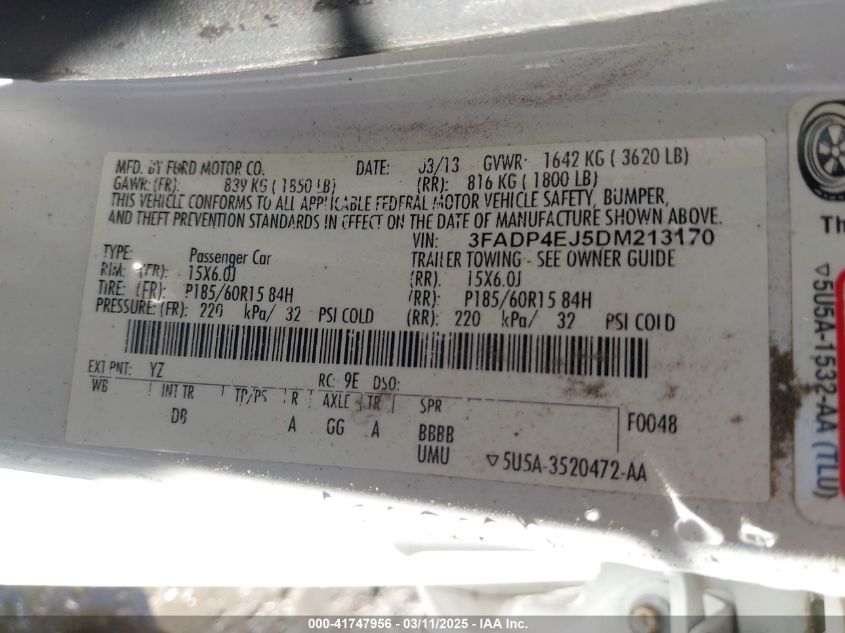 MFD. BY FORD MOTOR CO. DATE: 03/13 GVWR: 1642 KG ( 3620 LB)
GAWR: (FR): 839 KG ( 1850 LB) (RR): 816 KG ( 1800 LB)
THIS VEHICLE CONFORMS TO ALL APPLICABLE FEDERAL MOTOR VEHICLE SAFETY, BUMPER,
AND THEFT PREVENTION STANDARDS IN EFFECT ON THE DATE OF MANUFACTURE SHOWN ABOVE.
VIN: 3FADP4EJ5DM213170
TYPE: Passenger Car TRAILER TOWING - SEE OWNER GUIDE
RIM: (FR): 15X6.0J (RR): 15X6.0J
TIRE: (FR): P185/60R15 84H (RR): P185/60R15 84H
PRESSURE: (FR): 220 kPa/ 32 PSI COLD (RR): 220 kPa/ 32 PSI COLD
EXT PNT: YZ RC: 9E DSO:
WB INT TR TP/PS R AXLE TR SPR F0048
DB A GG A BBBB
UMU ▽5U5A-3520472-AA
Th
▽5U5A-1532-AA (TLU)
000-41747956 - 03/11/2025 - IAAI.com